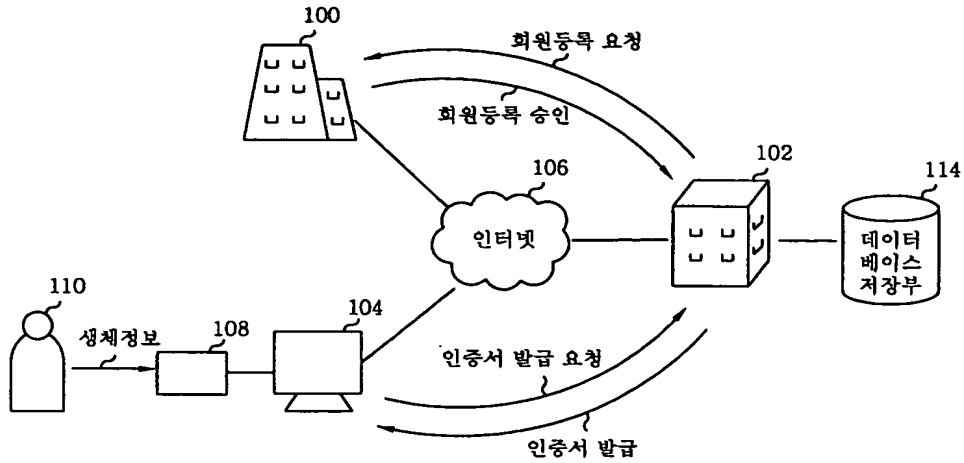 100
회원등록 요청
회원등록 승인
102
114
106
인터넷
데이터
베이스
저장부
110
생체정보
108
104
인증서 발급 요청
인증서 발급